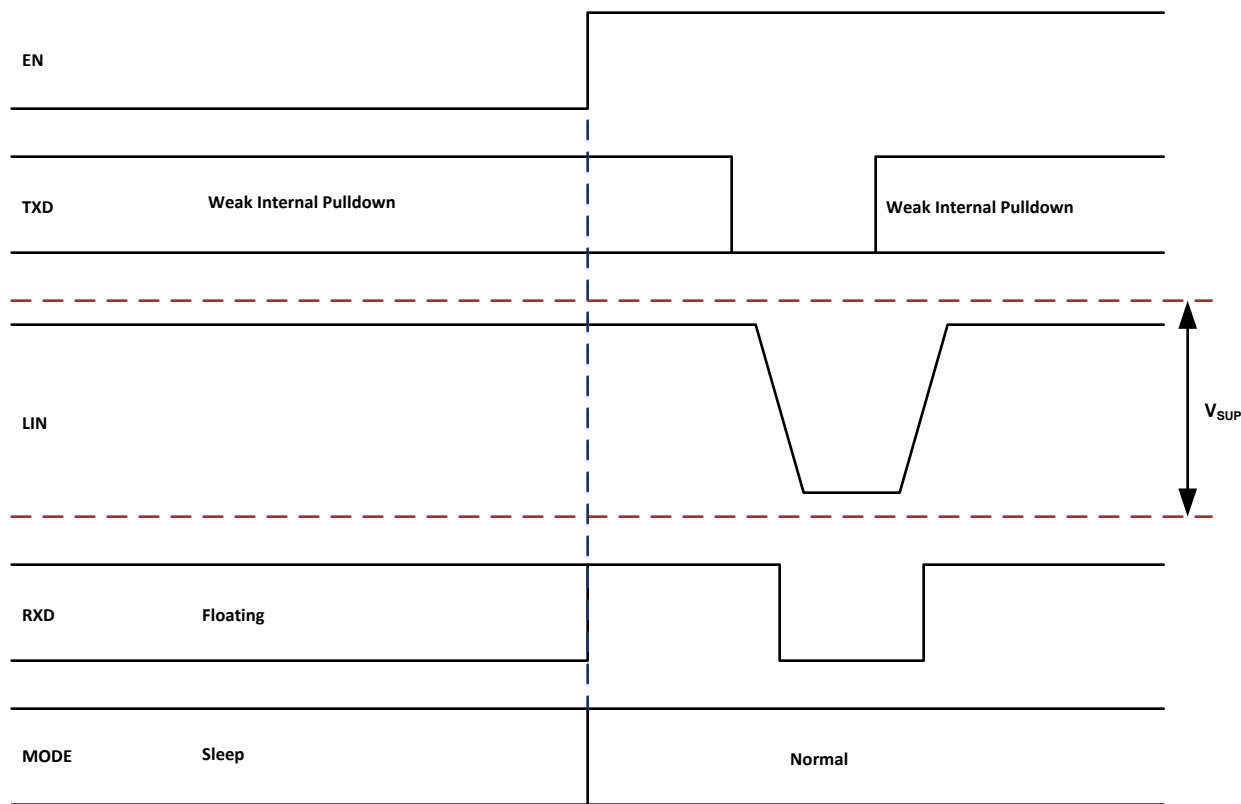 EN
TXD
Weak Internal Pulldown
Weak Internal Pulldown
LIN
VSUP
RXD
Floating
MODE
Sleep
Normal